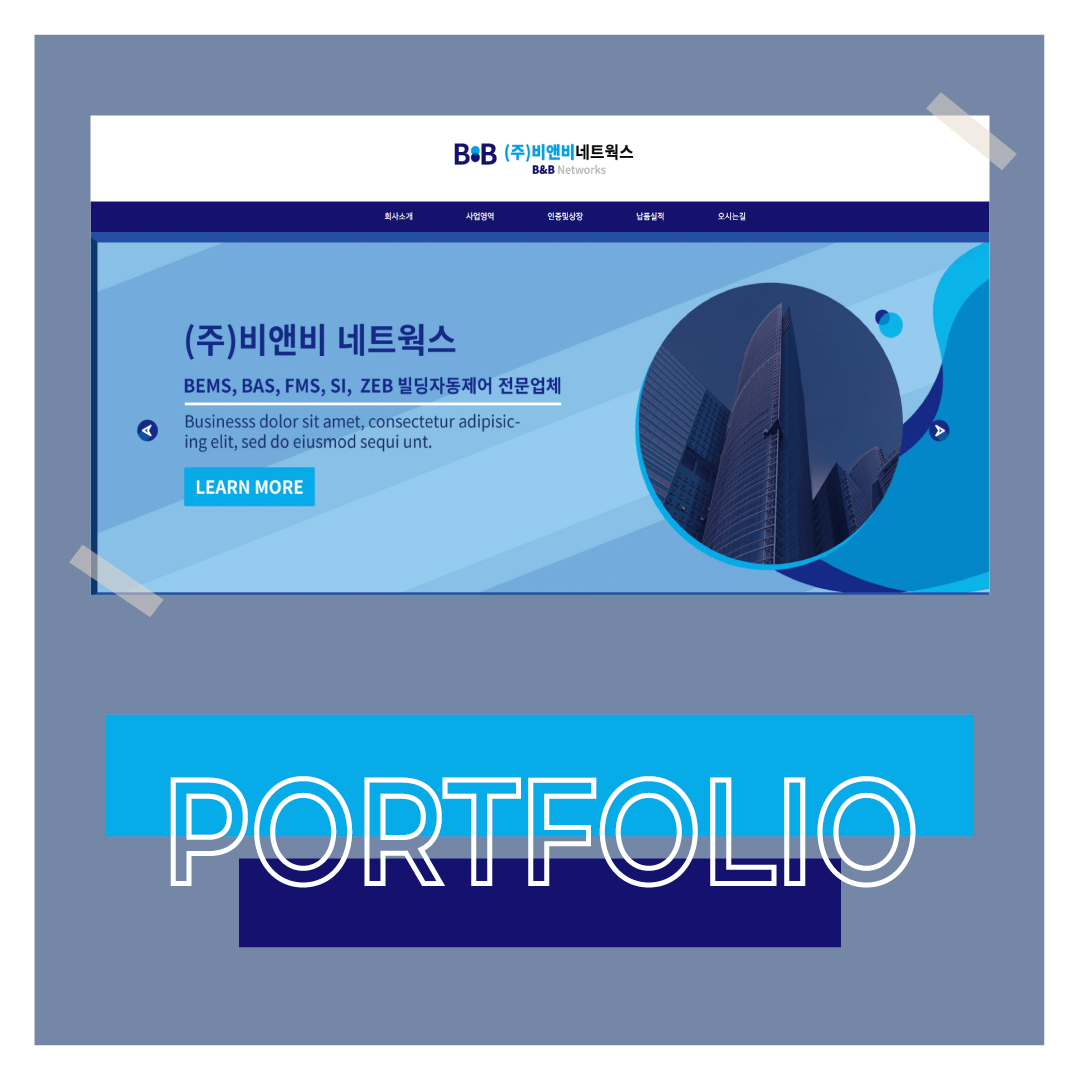 B&B (주)비앤비네트웍스
B&B Networks
회사소개 사업영역 인증및상장 납품실적 오시는길
(주)비앤비 네트웍스
BEMS, BAS, FMS, SI, ZEB 빌딩자동제어 전문업체
Businesss dolor sit amet, consectetur adipisic-
ing elit, sed do eiusmod sequi unt.
LEARN MORE
PORTFOLIO